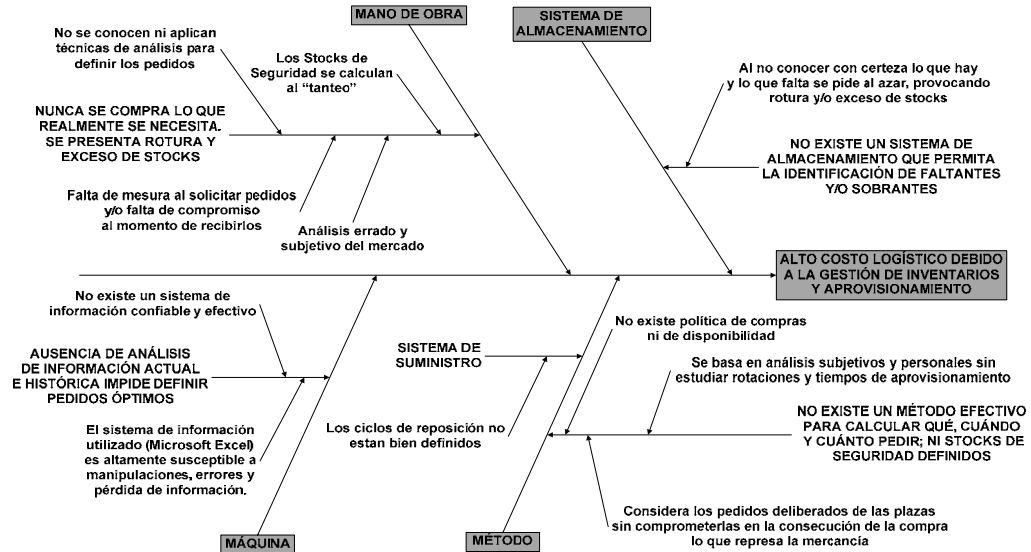 MANO DE OBRA
SISTEMA DE
ALMACENAMIENTO
No se conocen ni aplican
técnicas de análisis para
definir los pedidos
Los Stocks de
Seguridad se calculan
al “tanteo”
NUNCA SE COMPRA LO QUE
REALMENTE SE NECESITA.
SE PRESENTA ROTURA Y
EXCESO DE STOCKS
Falta de mesura al solicitar pedidos
y/o falta de compromiso
al momento de recibirlos
Análisis errado y
subjetivo del mercado
Al no conocer con certeza lo que hay
y lo que falta se pide al azar, provocando
rotura y/o exceso de stocks
NO EXISTE UN SISTEMA DE
ALMACENAMIENTO QUE PERMITA
LA IDENTIFICACIÓN DE FALTANTES
Y/O SOBRANTES
ALTO COSTO LOGÍSTICO DEBIDO
A LA GESTIÓN DE INVENTARIOS
Y APROVISIONAMIENTO
No existe un sistema de
información confiable y efectivo
AUSENCIA DE ANÁLISIS
DE INFORMACIÓN ACTUAL
E HISTÓRICA IMPIDE DEFINIR
PEDIDOS ÓPTIMOS
El sistema de información
utilizado (Microsoft Excel)
es altamente susceptible a
manipulaciones, errores y
pérdida de información.
MÁQUINA
SISTEMA DE
SUMINISTRO
Los ciclos de reposición no
estan bien definidos
No existe política de compras
ni de disponibilidad
Se basa en análisis subjetivos y personales sin
estudiar rotaciones y tiempos de aprovisionamiento
NO EXISTE UN MÉTODO EFECTIVO
PARA CALCULAR QUÉ, CUÁNDO
Y CUÁNTO PEDIR; NI STOCKS DE
SEGURIDAD DEFINIDOS
Considera los pedidos deliberados de las plazas
sin comprometerlas en la consecución de la compra
lo que represa la mercancía
MÉTODO